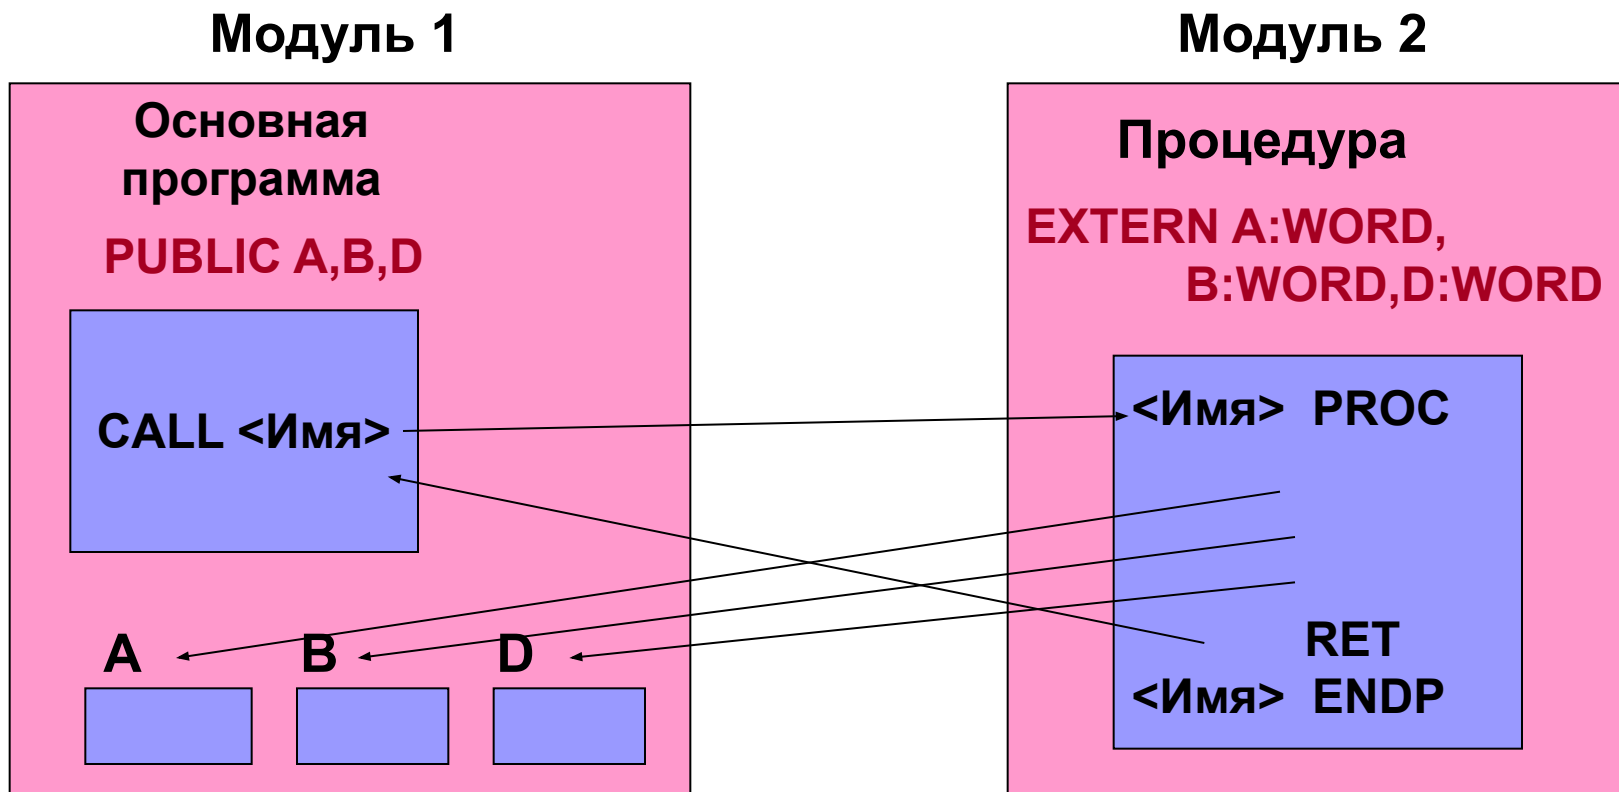 Модуль 1
Основная
программа
PUBLIC A,B,D
CALL <Имя>
A B D
Модуль 2
Процедура
EXTERN A:WORD,
B:WORD,D:WORD
<Имя> PROC
RET
<Имя> ENDP